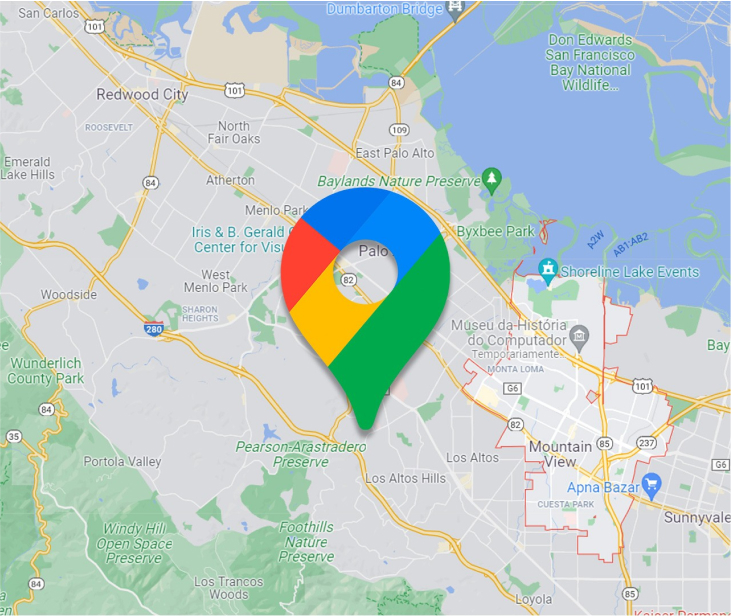 San Carlos
101
Dumbarton Bridge
Don Edwards
San Francisco
Bay National
Wildlife...
84
101
Redwood City
109
ROOSEVELT
North
Fair Oaks
East Palo Alto
Emerald
Lake Hills
84
Atherton
Baylands Nature Preserve
Menlo Park
Iris & B. Gerald
Center for
Byxbee Park
A2W
AB1;AB2
Palo
Shoreline Lake Events
West
Menlo Park
82
Woodside
SHARON
HEIGHTS
280
Museu da História
do Computador
Temporariamente
Bay
Wunderlich
County Park
MONTA LOMA
G6
101
84
82
35
Pearson-Arastradero
Preserve
Mountain
View
85
237
Portola Valley
Los Altos
G6
Los Altos Hills
Apna Bazar
CUESTA PARK
Sunnyvale
Windy Hill
Open Space
Preserve
Foothills
Nature
Preserve
84
Los Trancos
Woods
Loyola
85
Kaiser